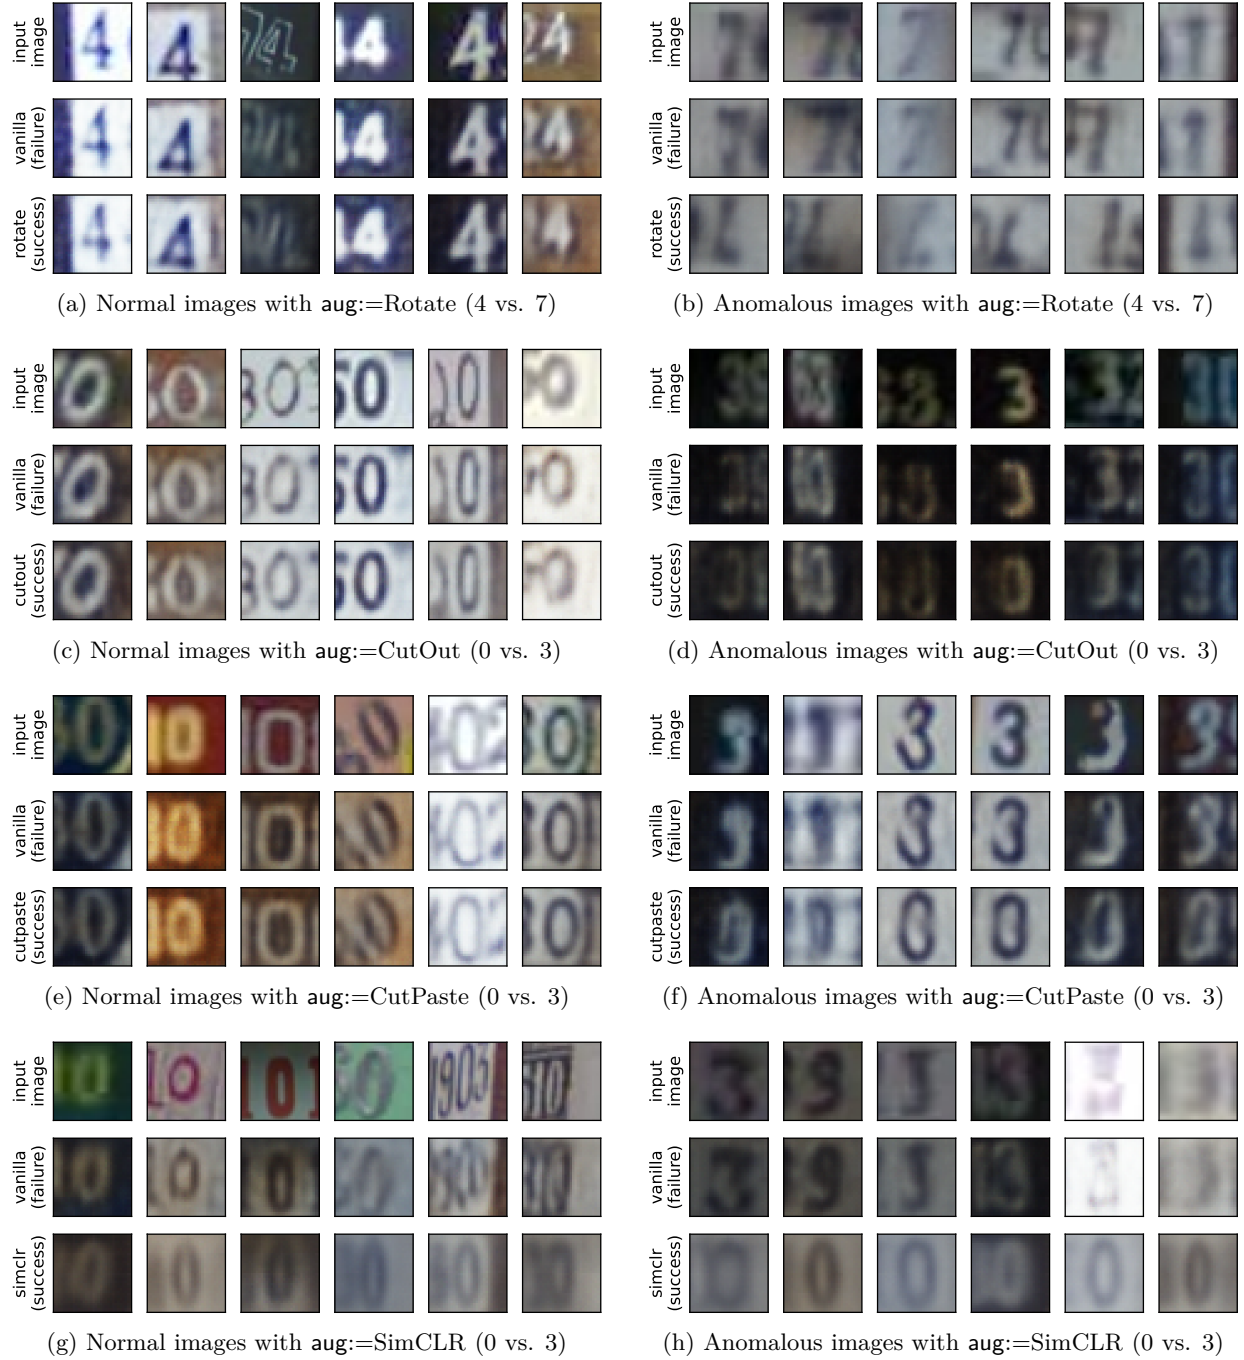 input
image
vanilla
(failure)
rotate
(success)
(a) Normal images with aug:=Rotate (4 vs. 7)
input
image
vanilla
(failure)
rotate
(success)
(b) Anomalous images with aug:=Rotate (4 vs. 7)
input
image
vanilla
(failure)
cutout
(success)
(c) Normal images with aug:=CutOut (0 vs. 3)
input
image
vanilla
(failure)
cutout
(success)
(d) Anomalous images with aug:=CutOut (0 vs. 3)
input
image
vanilla
(failure)
cutpaste
(success)
(e) Normal images with aug:=CutPaste (0 vs. 3)
input
image
vanilla
(failure)
cutpaste
(success)
(f) Anomalous images with aug:=CutPaste (0 vs. 3)
input
image
vanilla
(failure)
simclr
(success)
(g) Normal images with aug:=SimCLR (0 vs. 3)
input
image
vanilla
(failure)
simclr
(success)
(h) Anomalous images with aug:=SimCLR (0 vs. 3)